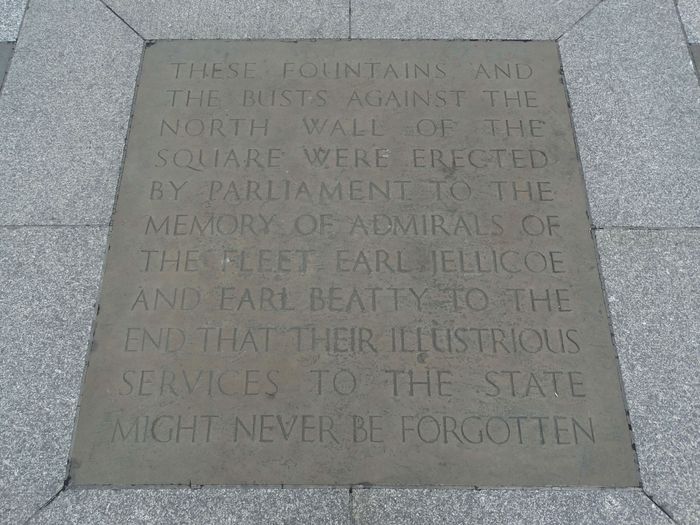 THESE FOUNTAINS AND
THE BUSTS AGAINST THE
NORTH WALL OF THE
SQUARE WERE ERECTED
BY PARLIAMENT TO THE
MEMORY OF ADMIRALS OF
THE FLEET EARL JELLICOE
AND EARL BEATTY TO THE
END THAT THEIR ILLUSTRIOUS
SERVICES TO THE STATE
MIGHT NEVER BE FORGOTTEN